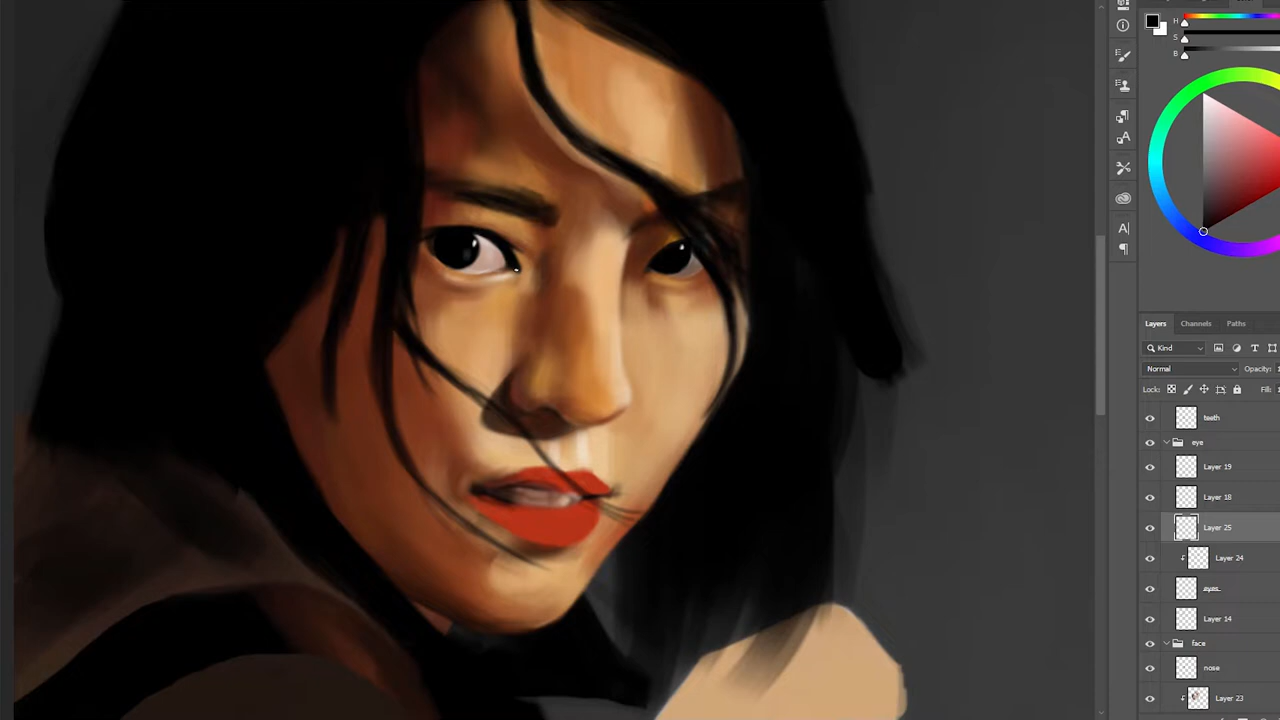 H
S
B
Layers Channels Paths
Kind
Normal Opacity:
Lock: Fill:
teeth
eye
Layer 19
Layer 18
Layer 25
Layer 24
eyes
Layer 14
face
nose
Layer 23